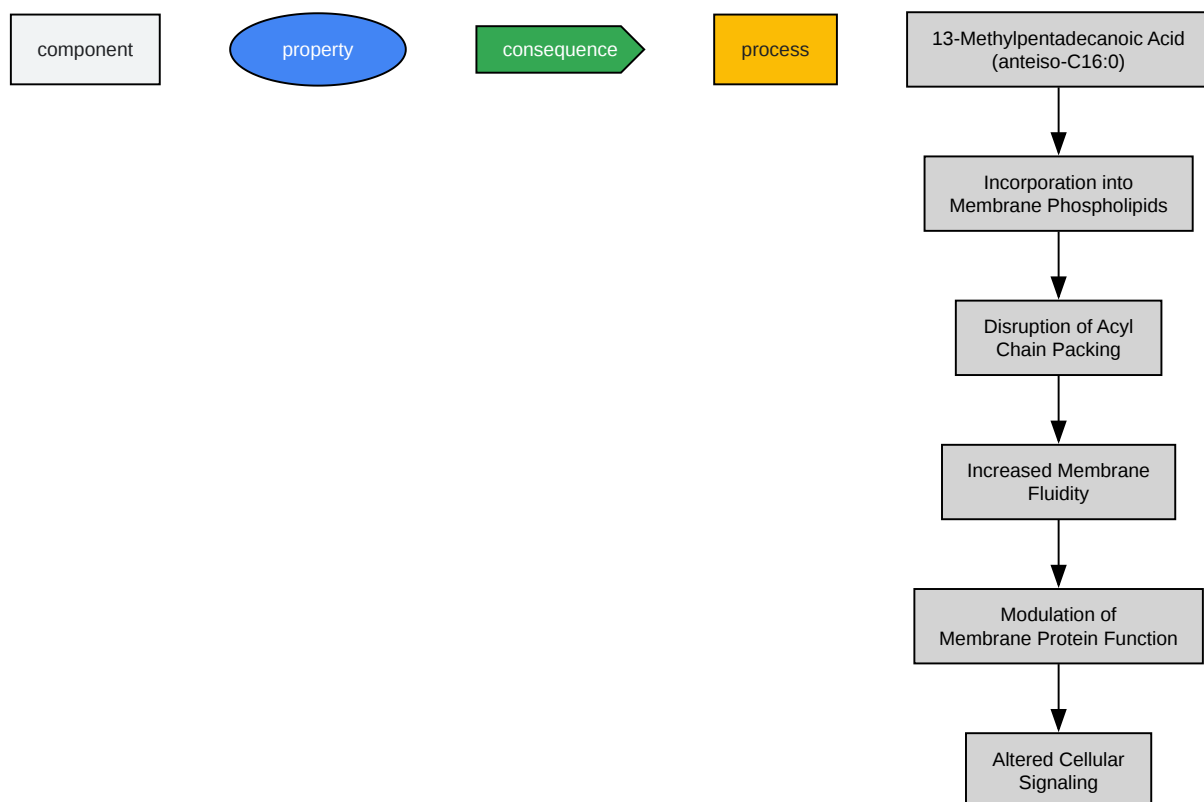 component
property
consequence
process
13-Methylpentadecanoic Acid
(anteiso-C16:0)
Incorporation into
Membrane Phospholipids
Disruption of Acyl
Chain Packing
Increased Membrane
Fluidity
Modulation of
Membrane Protein Function
Altered Cellular
Signaling